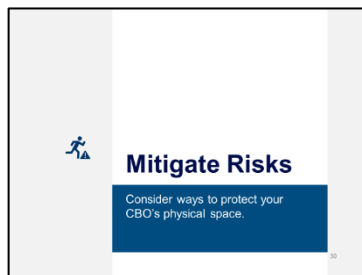 Mitigate Risks
Consider ways to protect your
CBO's physical space.
30